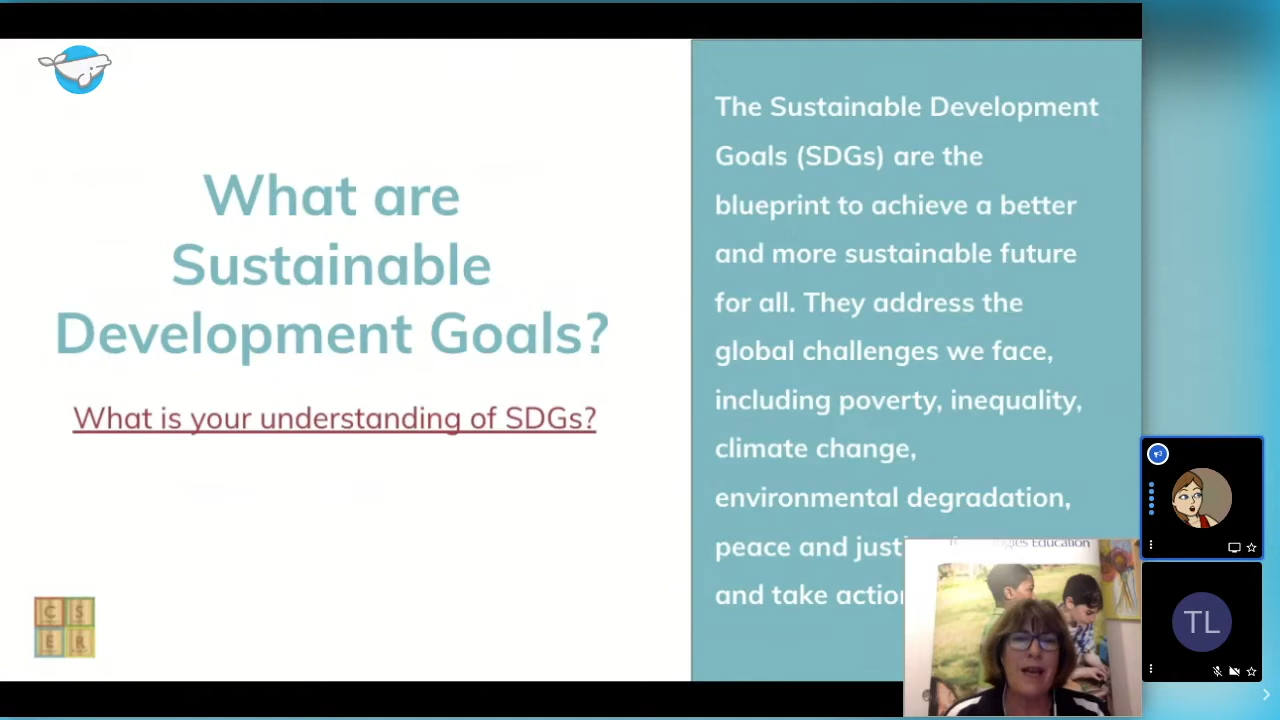 What are
Sustainable
Development Goals?
What is your understanding of SDGs?
C S
E R
The Sustainable Development
Goals (SDGs) are the
blueprint to achieve a better
and more sustainable future
for all. They address the
global challenges we face,
including poverty, inequality,
climate change,
environmental degradation,
peace and
and take
Education
TL